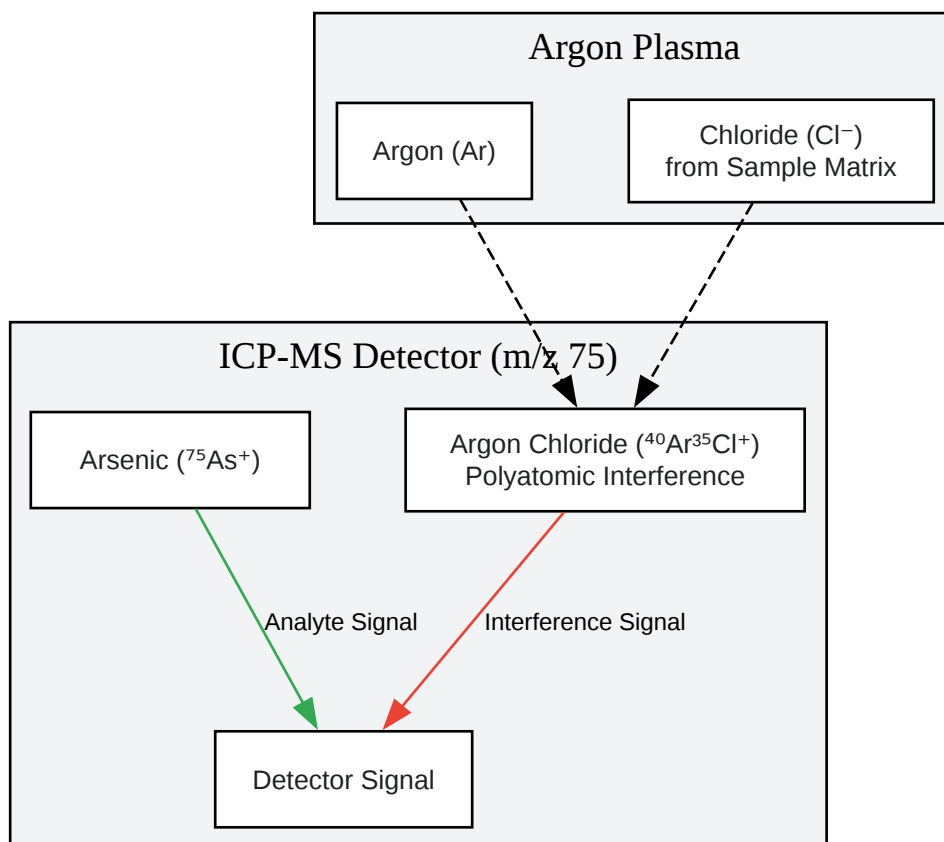 Argon Plasma
Argon (Ar)
Chloride (Cl⁻)
from Sample Matrix
ICP-MS Detector (m/z 75)
Arsenic (⁷⁵As⁺)
Argon Chloride (⁴⁰Ar³⁵Cl⁺)
Polyatomic Interference
Analyte Signal
Interference Signal
Detector Signal